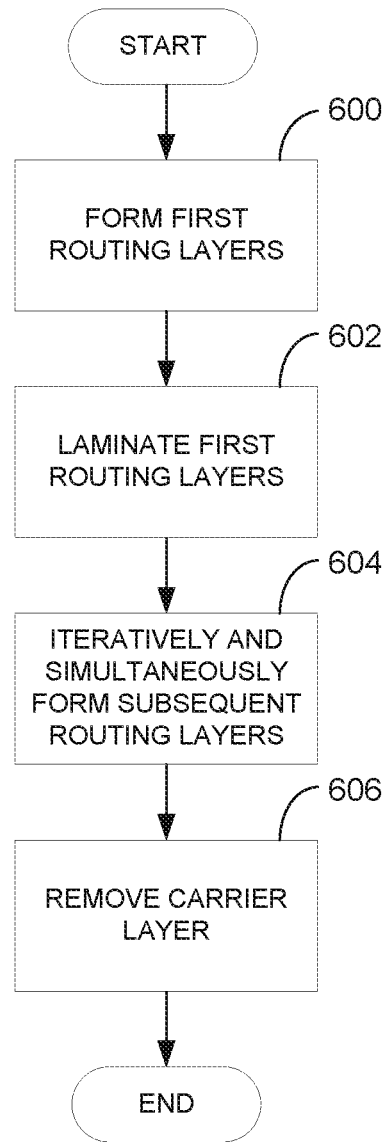 START
600
FORM FIRST
ROUTING LAYERS
602
LAMINATE FIRST
ROUTING LAYERS
604
ITERATIVELY AND
SIMULTANEOUSLY
FORM SUBSEQUENT
ROUTING LAYERS
606
REMOVE CARRIER
LAYER
END